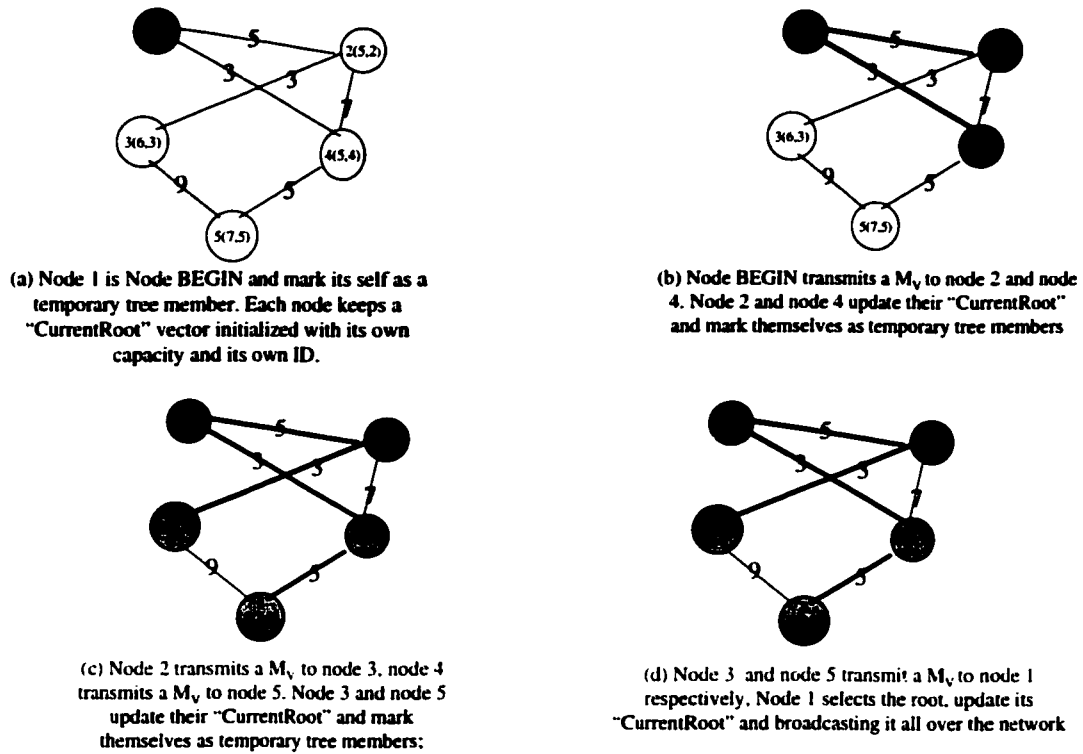 5
2(5,2)
3
3
7
3(6,3)
4(5,4)
9
5
5(7,5)
(a) Node 1 is Node BEGIN and mark its self as a
temporary tree member. Each node keeps a
“CurrentRoot” vector initialized with its own
capacity and its own ID.
5
3
3
7
3(6,3)
9
5
5(7,5)
(b) Node BEGIN transmits a Mv to node 2 and node
4. Node 2 and node 4 update their “CurrentRoot”
and mark themselves as temporary tree members
5
3
3
7
9
5
(c) Node 2 transmits a Mv to node 3, node 4
transmits a Mv to node 5. Node 3 and node 5
update their “CurrentRoot” and mark
themselves as temporary tree members;
5
3
3
7
9
5
(d) Node 3 and node 5 transmit a Mv to node 1
respectively. Node 1 selects the root, update its
“CurrentRoot” and broadcasting it all over the network